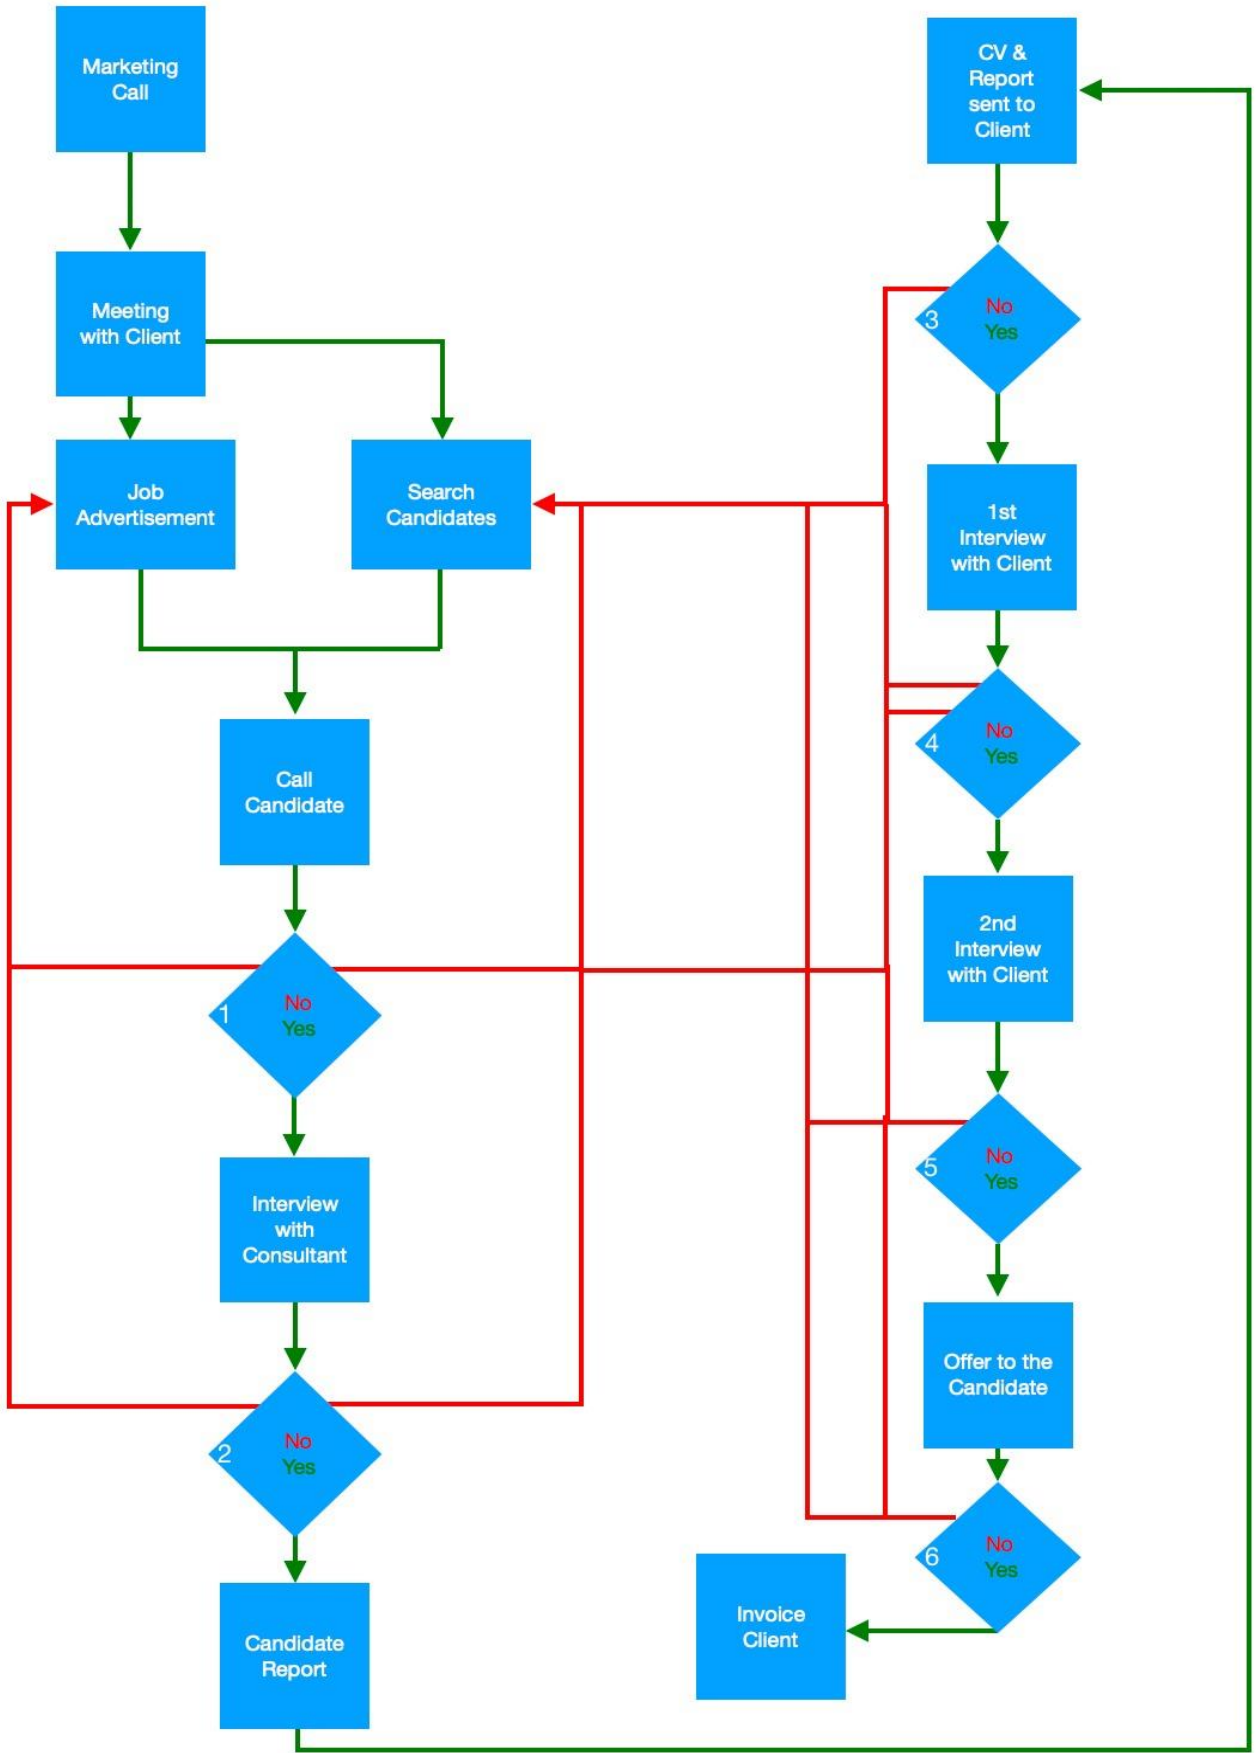 Marketing
Call
Meeting
with Client
Job
Advertisement
Search
Candidates
Call
Candidate
1
No
Yes
Interview
with
Consultant
2
No
Yes
Candidate
Report
CV &
Report
sent to
Client
3
No
Yes
1st
Interview
with Client
4
No
Yes
2nd
Interview
with Client
5
No
Yes
Offer to the
Candidate
6
No
Yes
Invoice
Client